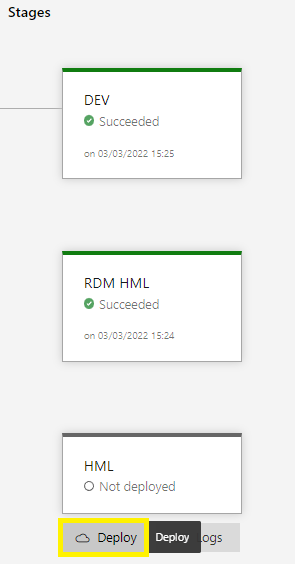 Stages
DEV
Succeeded
on 03/03/2022 15:25
RDM HML
Succeeded
on 03/03/2022 15:24
HML
Not deployed
Deploy
Deploy